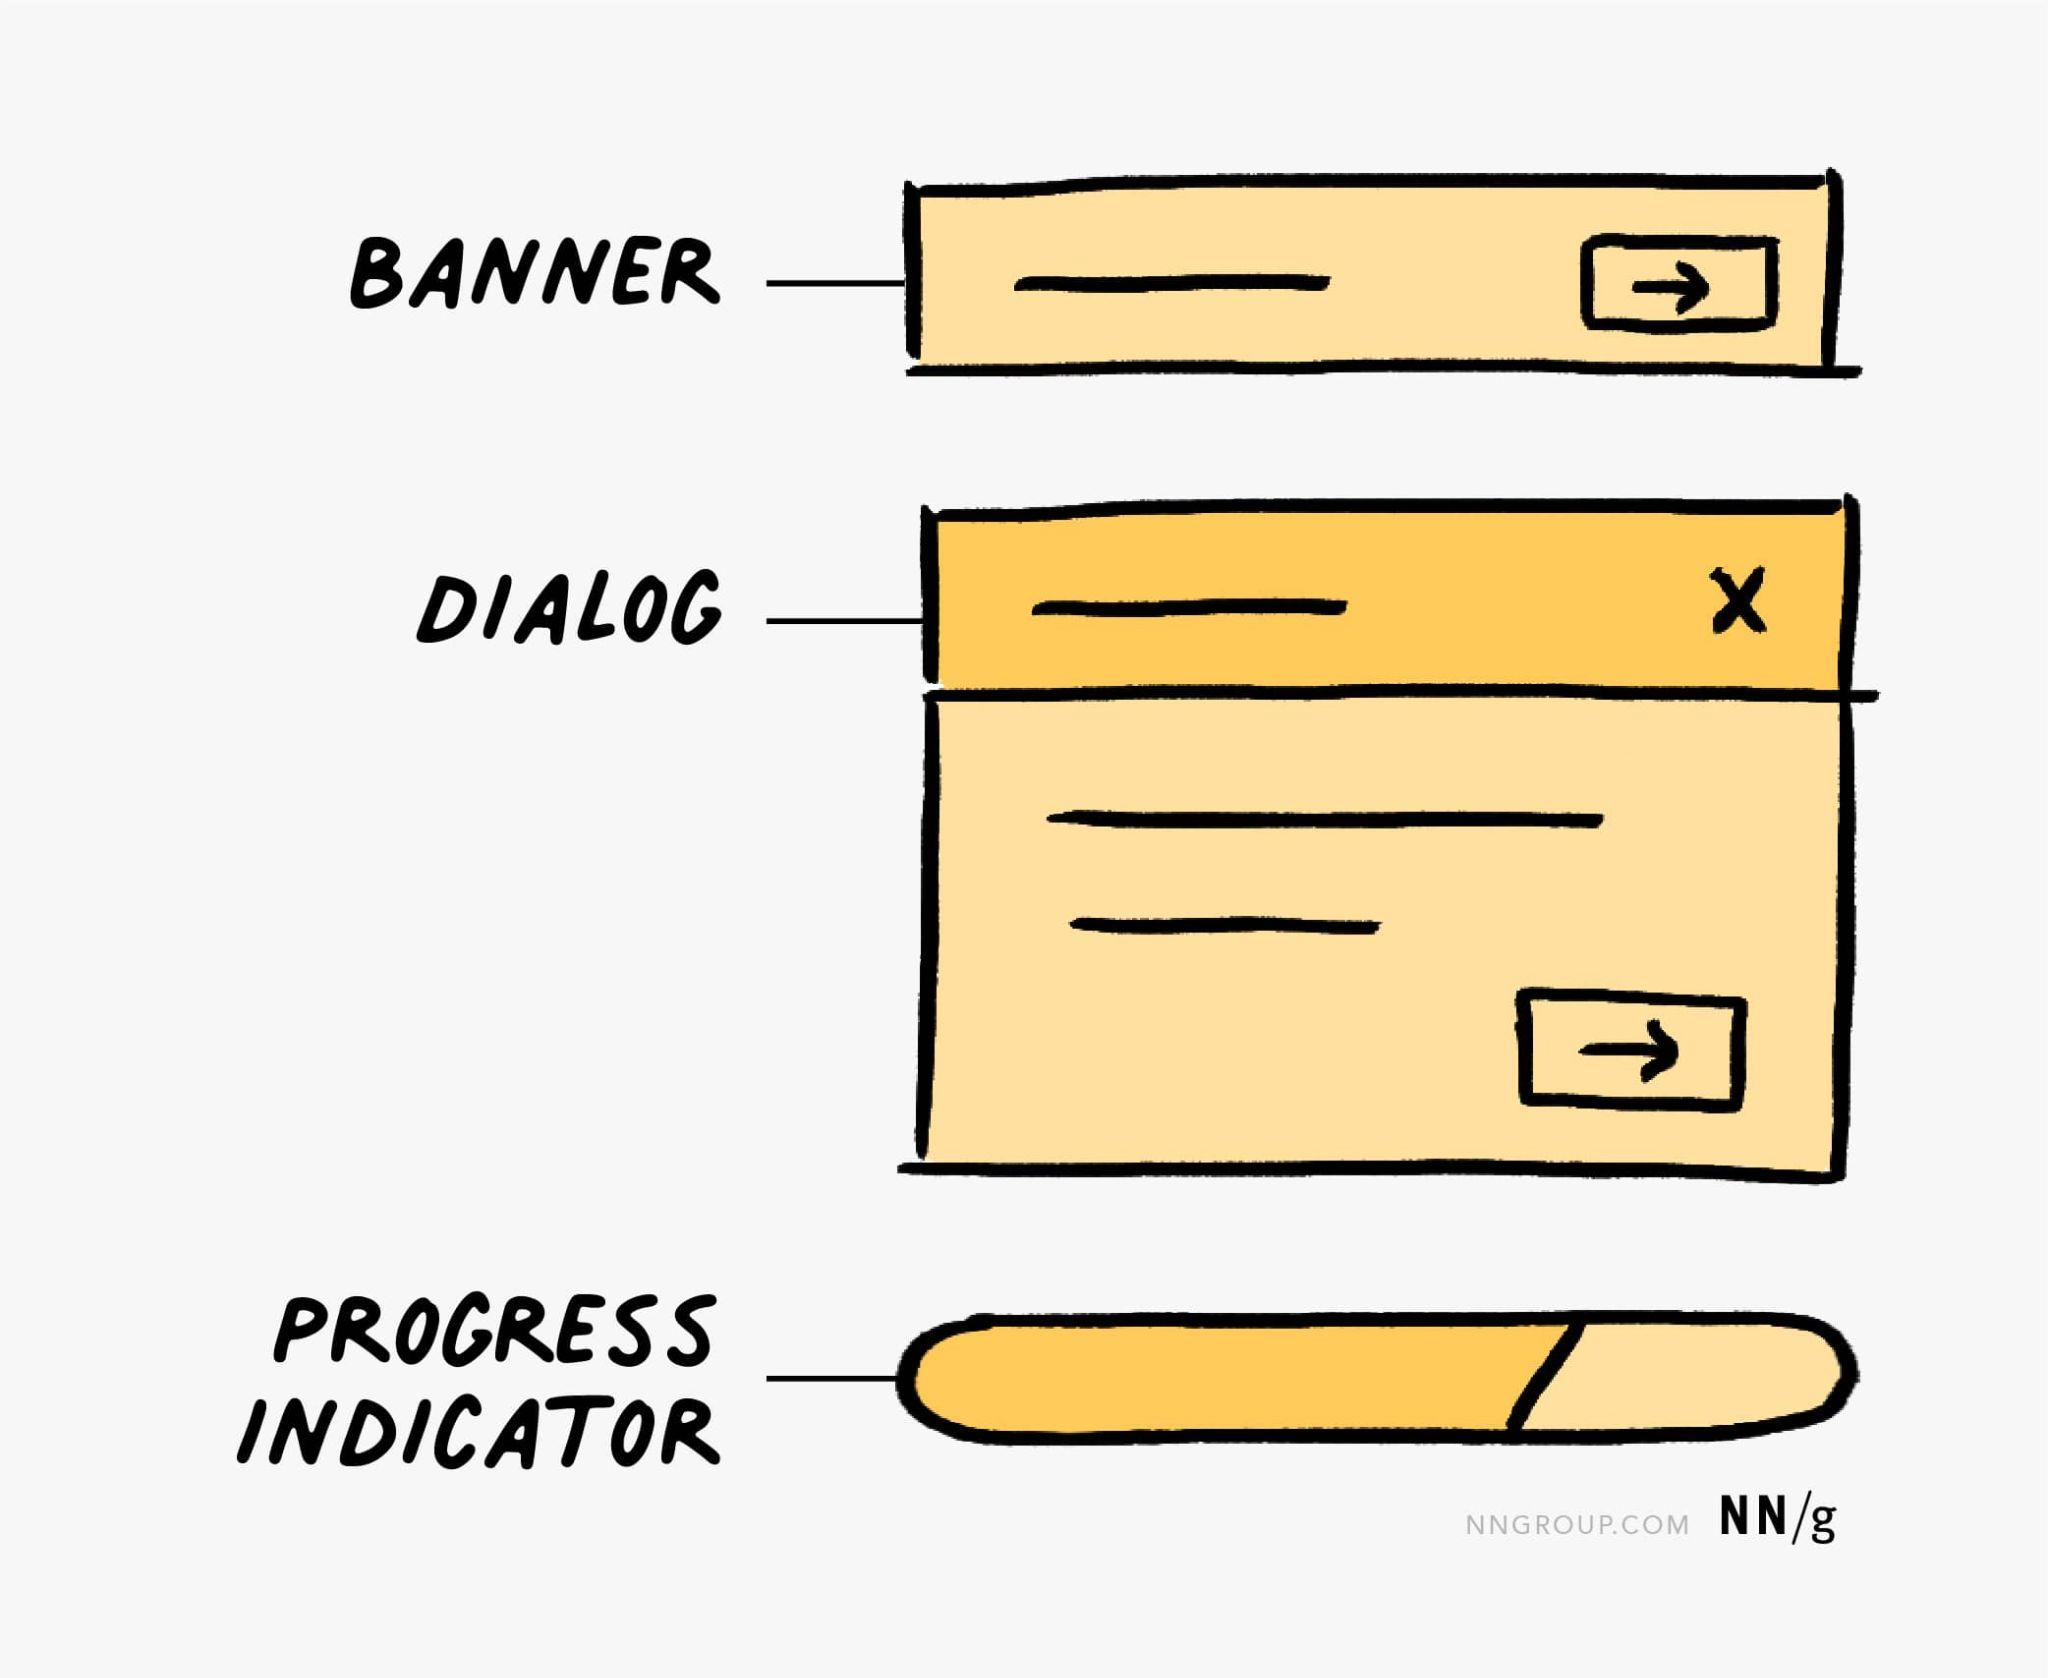 BANNER
DIALOG
X
PROGRESS
INDICATOR
NNGROUP.COM NN/g